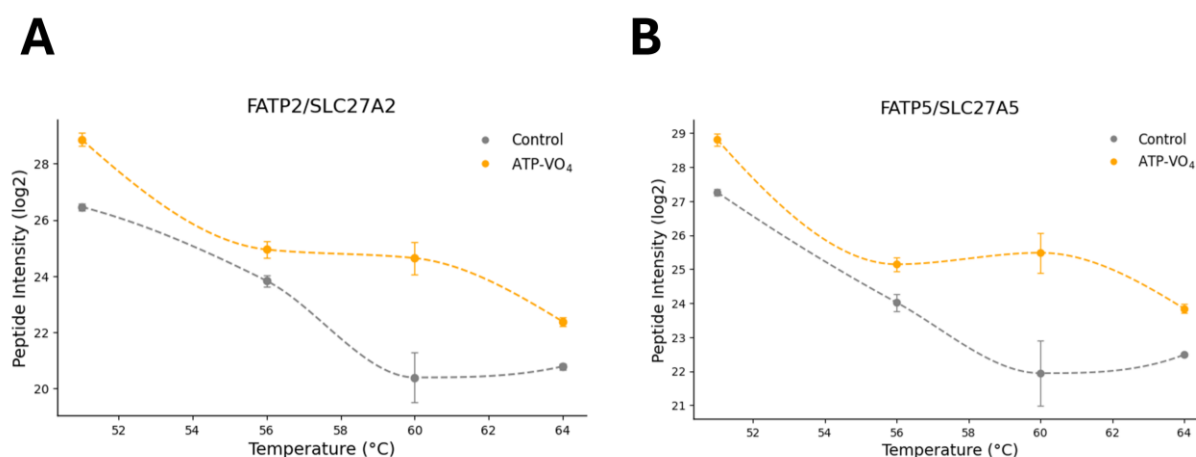 A
B
FATP2/SLC27A2
Control
ATP-VO₄
Peptide Intensity (log2)
28
26
24
22
20
52 54 56 58 60 62 64
Temperature (°C)
FATP5/SLC27A5
Control
ATP-VO₄
Peptide Intensity (log2)
29
28
27
26
25
24
23
22
21
52 54 56 58 60 62 64
Temperature (°C)